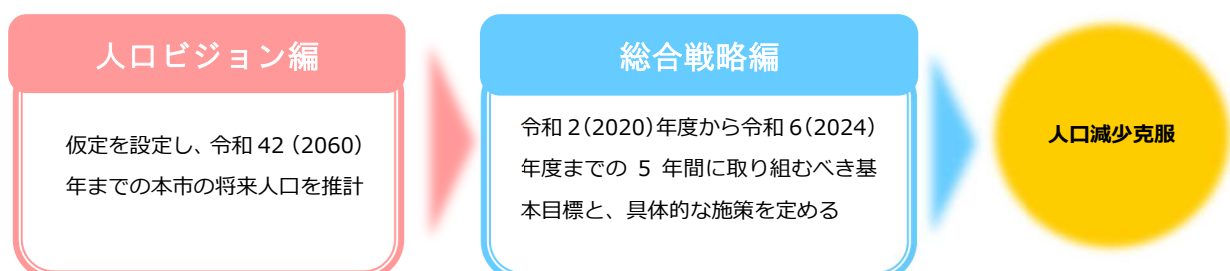 人口ビジョン編
仮定を設定し、令和 42（2060）
年までの本市の将来人口を推計
総合戦略編
令和 2（2020）年度から令和 6（2024）
年度までの 5 年間に取り組むべき基
本目標と、具体的な施策を定める
人口減少克服